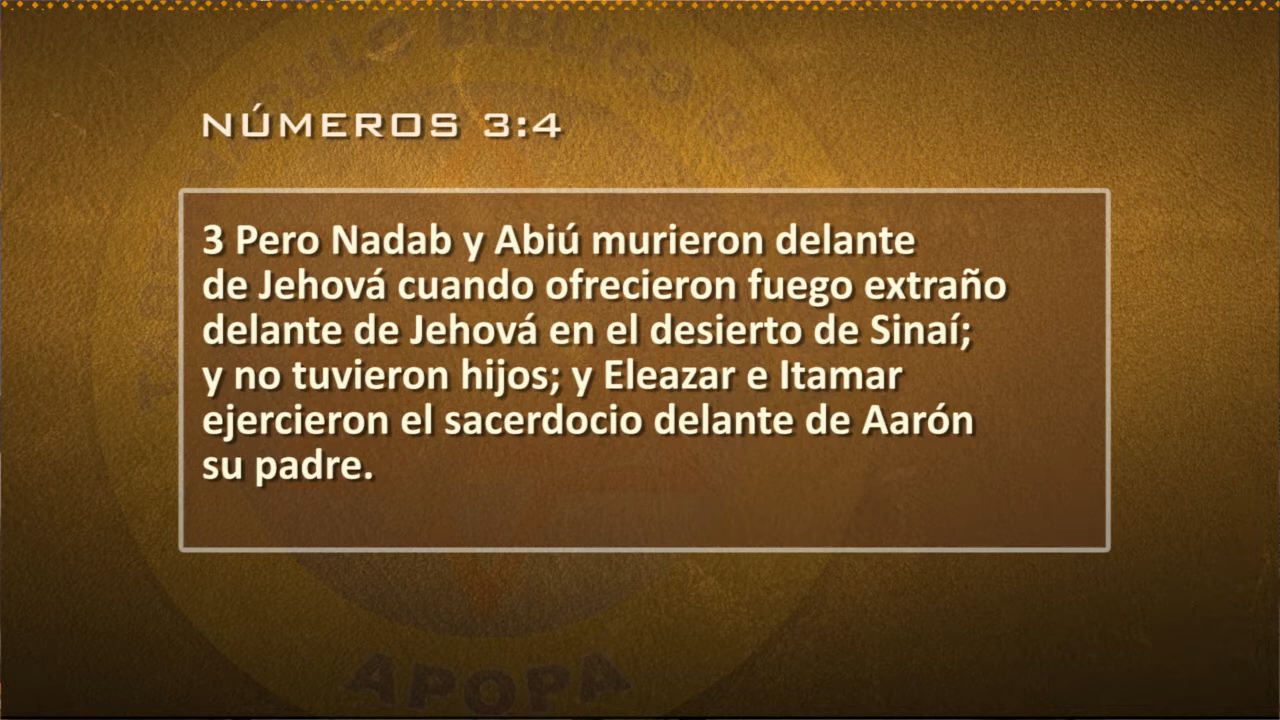 NÚMEROS 3:4
3 Pero Nadab y Abiú murieron delante
de Jehová cuando ofrecieron fuego extraño
delante de Jehová en el desierto de Sinaí;
y no tuvieron hijos; y Eleazar e Itamar
ejercieron el sacerdocio delante de Aarón
su padre.
APOPA